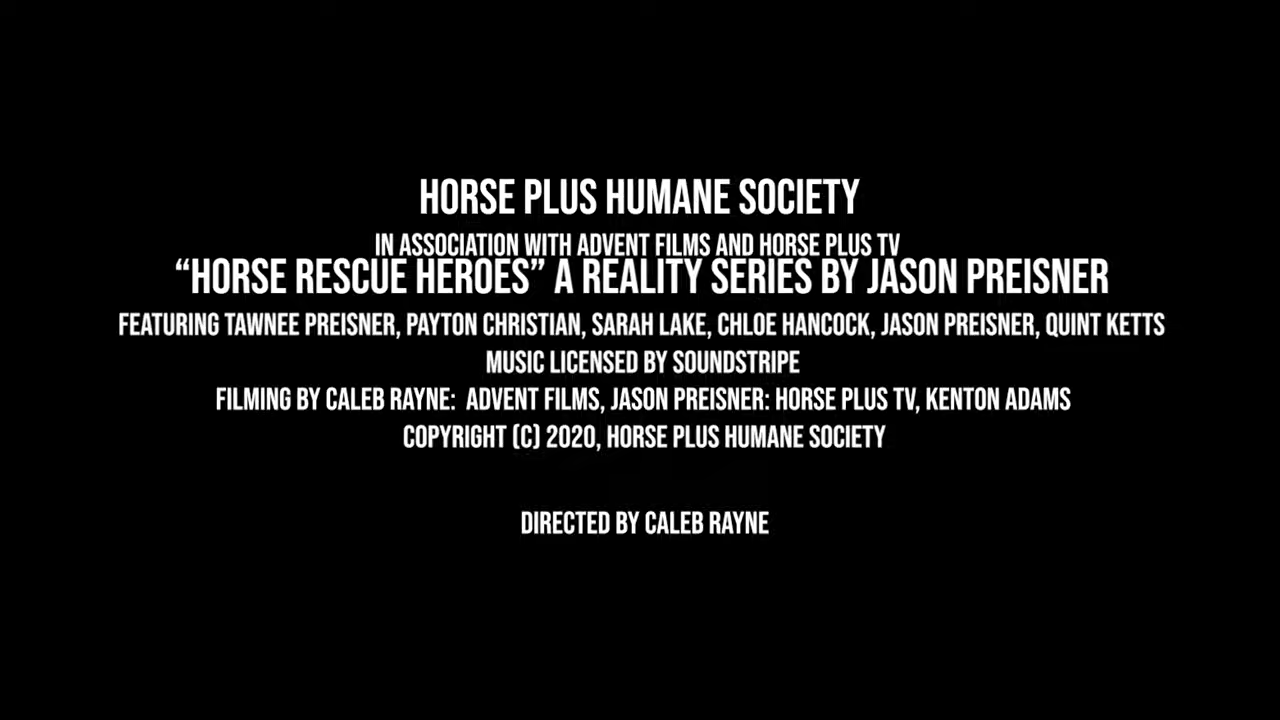 HORSE PLUS HUMANE SOCIETY
IN ASSOCIATION WITH ADVENT FILMS AND HORSE PLUS TV
“HORSE RESCUE HEROES” A REALITY SERIES BY JASON PREISNER
FEATURING TAWNEE PREISNER, PAYTON CHRISTIAN, SARAH LAKE, CHLOE HANCOCK, JASON PREISNER, QUINT KETTS
MUSIC LICENSED BY SOUNDSTRIPE
FILMING BY CALEB RAYNE: ADVENT FILMS, JASON PREISNER: HORSE PLUS TV, KENTON ADAMS
COPYRIGHT (C) 2020, HORSE PLUS HUMANE SOCIETY
DIRECTED BY CALEB RAYNE